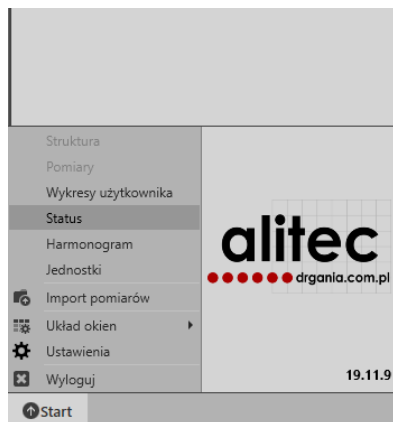 Struktura
Pomiary
Wykresy użytkownika
Status
Harmonogram
Jednostki
Import pomiarów
Układ okien
Ustawienia
Wyloguj
alitec
drgania.com.pl
19.11.9
Start